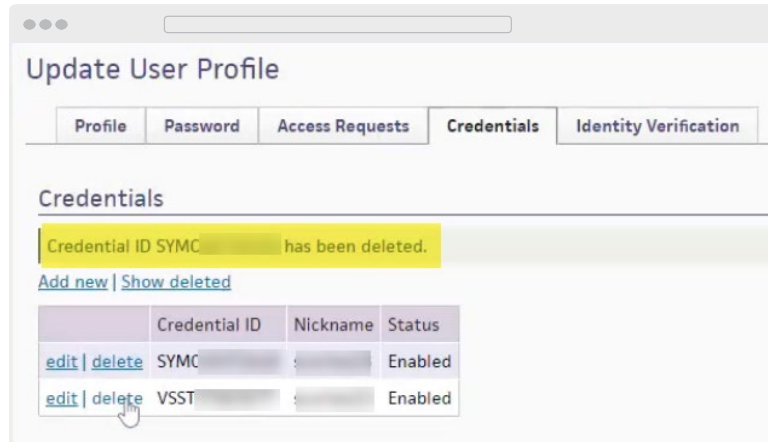 Update User Profile
Profile Password Access Requests Credentials Identity Verification
Credentials
Credential ID SYMC has been deleted.
Add new | Show deleted
Credential ID Nickname Status
edit | delete SYMC Enabled
edit | delete VSST Enabled